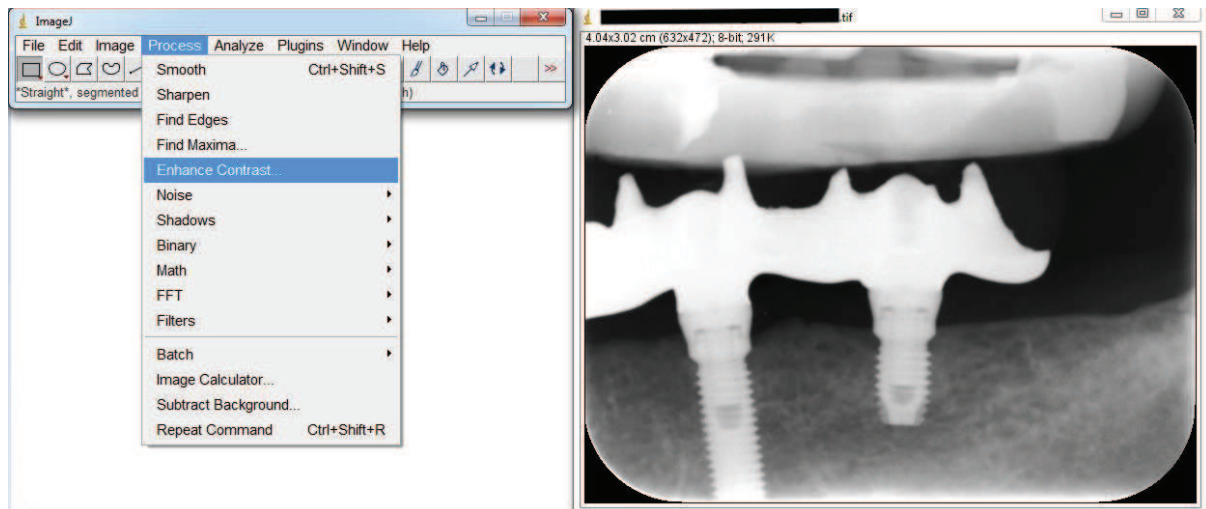 ImageJ
File Edit Image Process Analyze Plugins Window Help
*Straight*, segmented
h)
Smooth Ctrl+Shift+S
Sharpen
Find Edges
Find Maxima...
Enhance Contrast...
Noise
Shadows
Binary
Math
FFT
Filters
Batch
Image Calculator...
Subtract Background...
Repeat Command Ctrl+Shift+R
.tif
4.04x3.02 cm (632x472); 8-bit; 291K